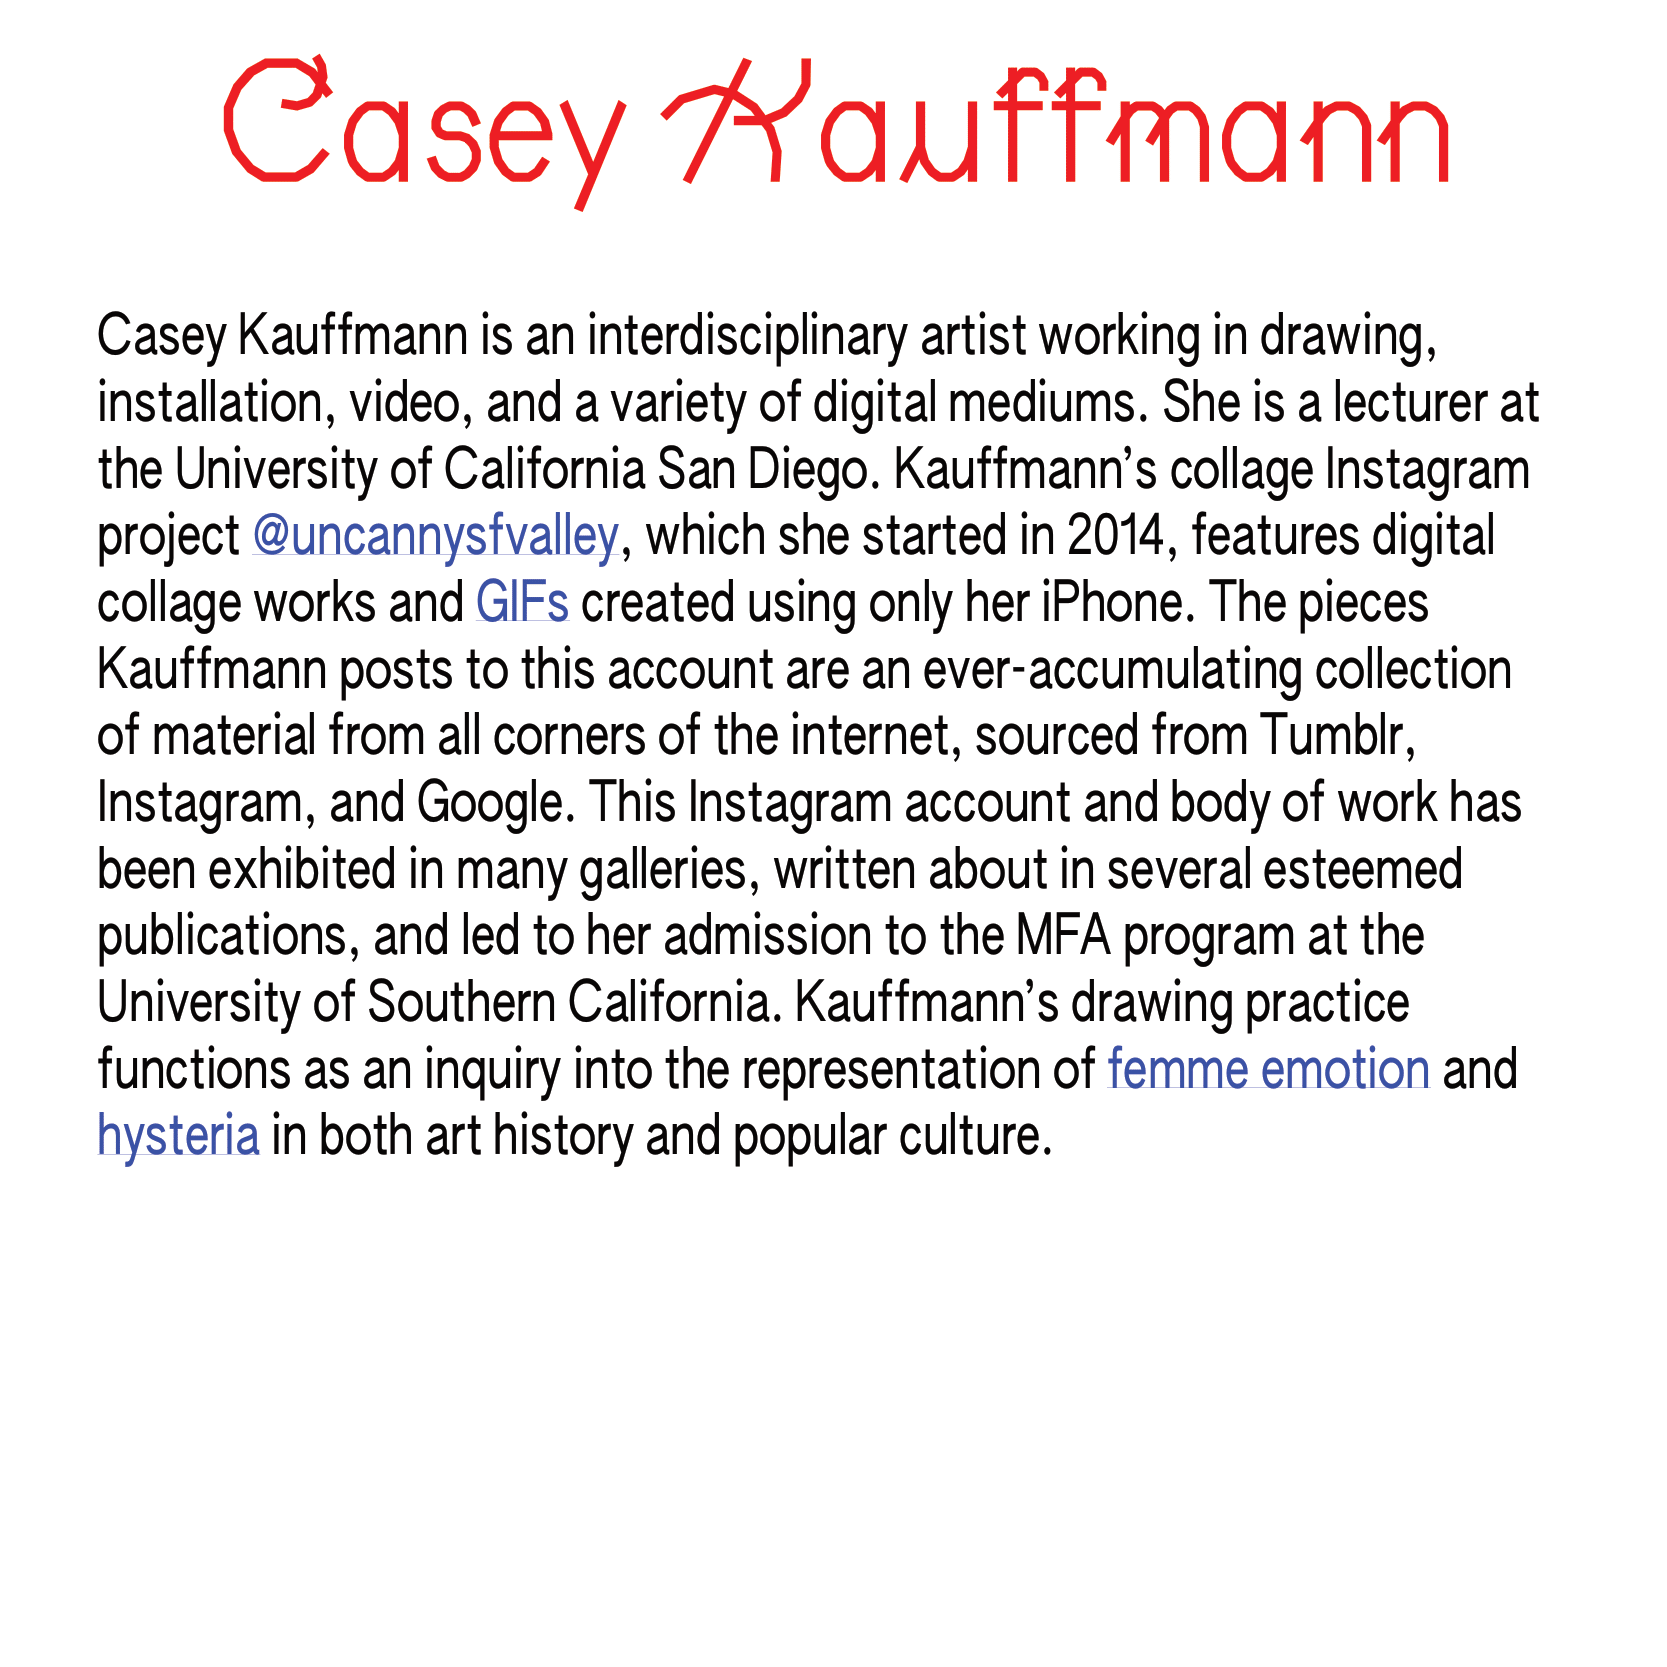 Casey Kauffmann
Casey Kauffmann is an interdisciplinary artist working in drawing,
installation, video, and a variety of digital mediums. She is a lecturer at
the University of California San Diego. Kauffmann’s collage Instagram
project @uncannysfvalley, which she started in 2014, features digital
collage works and GIFs created using only her iPhone. The pieces
Kauffmann posts to this account are an ever-accumulating collection
of material from all corners of the internet, sourced from Tumblr,
Instagram, and Google. This Instagram account and body of work has
been exhibited in many galleries, written about in several esteemed
publications, and led to her admission to the MFA program at the
University of Southern California. Kauffmann’s drawing practice
functions as an inquiry into the representation of femme emotion and
hysteria in both art history and popular culture.